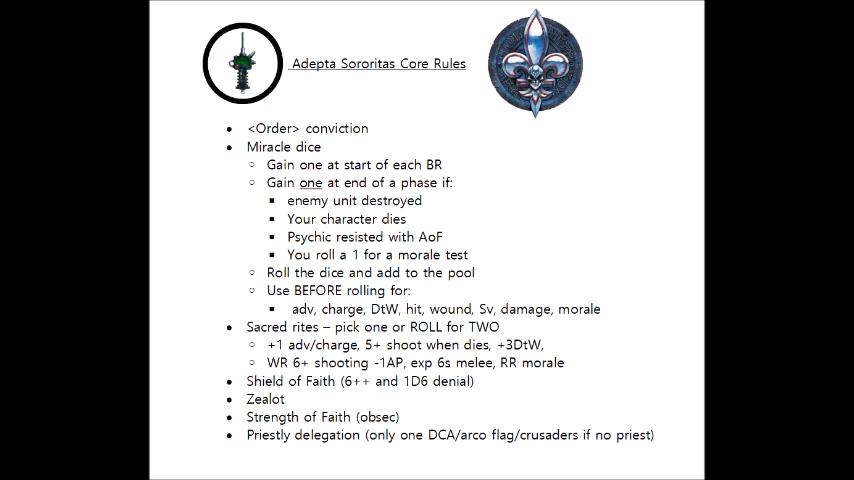 Adepta Sororitas Core Rules
• <Order> conviction
• Miracle dice
○ Gain one at start of each BR
○ Gain one at end of a phase if:
▪ enemy unit destroyed
▪ Your character dies
▪ Psychic resisted with AoF
▪ You roll a 1 for a morale test
○ Roll the dice and add to the pool
○ Use BEFORE rolling for:
▪ adv, charge, DtW, hit, wound, Sv, damage, morale
• Sacred rites – pick one or ROLL for TWO
○ +1 adv/charge, 5+ shoot when dies, +3DtW,
○ WR 6+ shooting -1AP, exp 6s melee, RR morale
• Shield of Faith (6++ and 1D6 denial)
• Zealot
• Strength of Faith (obsec)
• Priestly delegation (only one DCA/arco flag/crusaders if no priest)